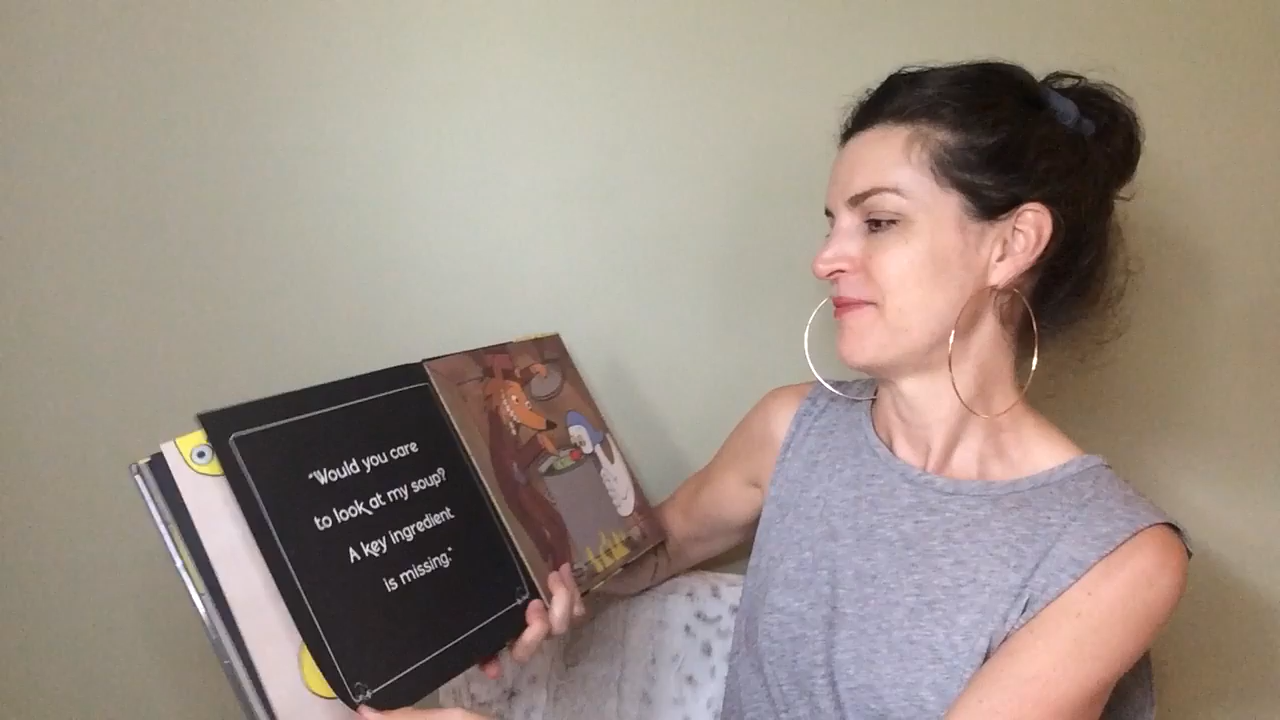 "Would you care
to look at my soup?
A key ingredient
is missing."